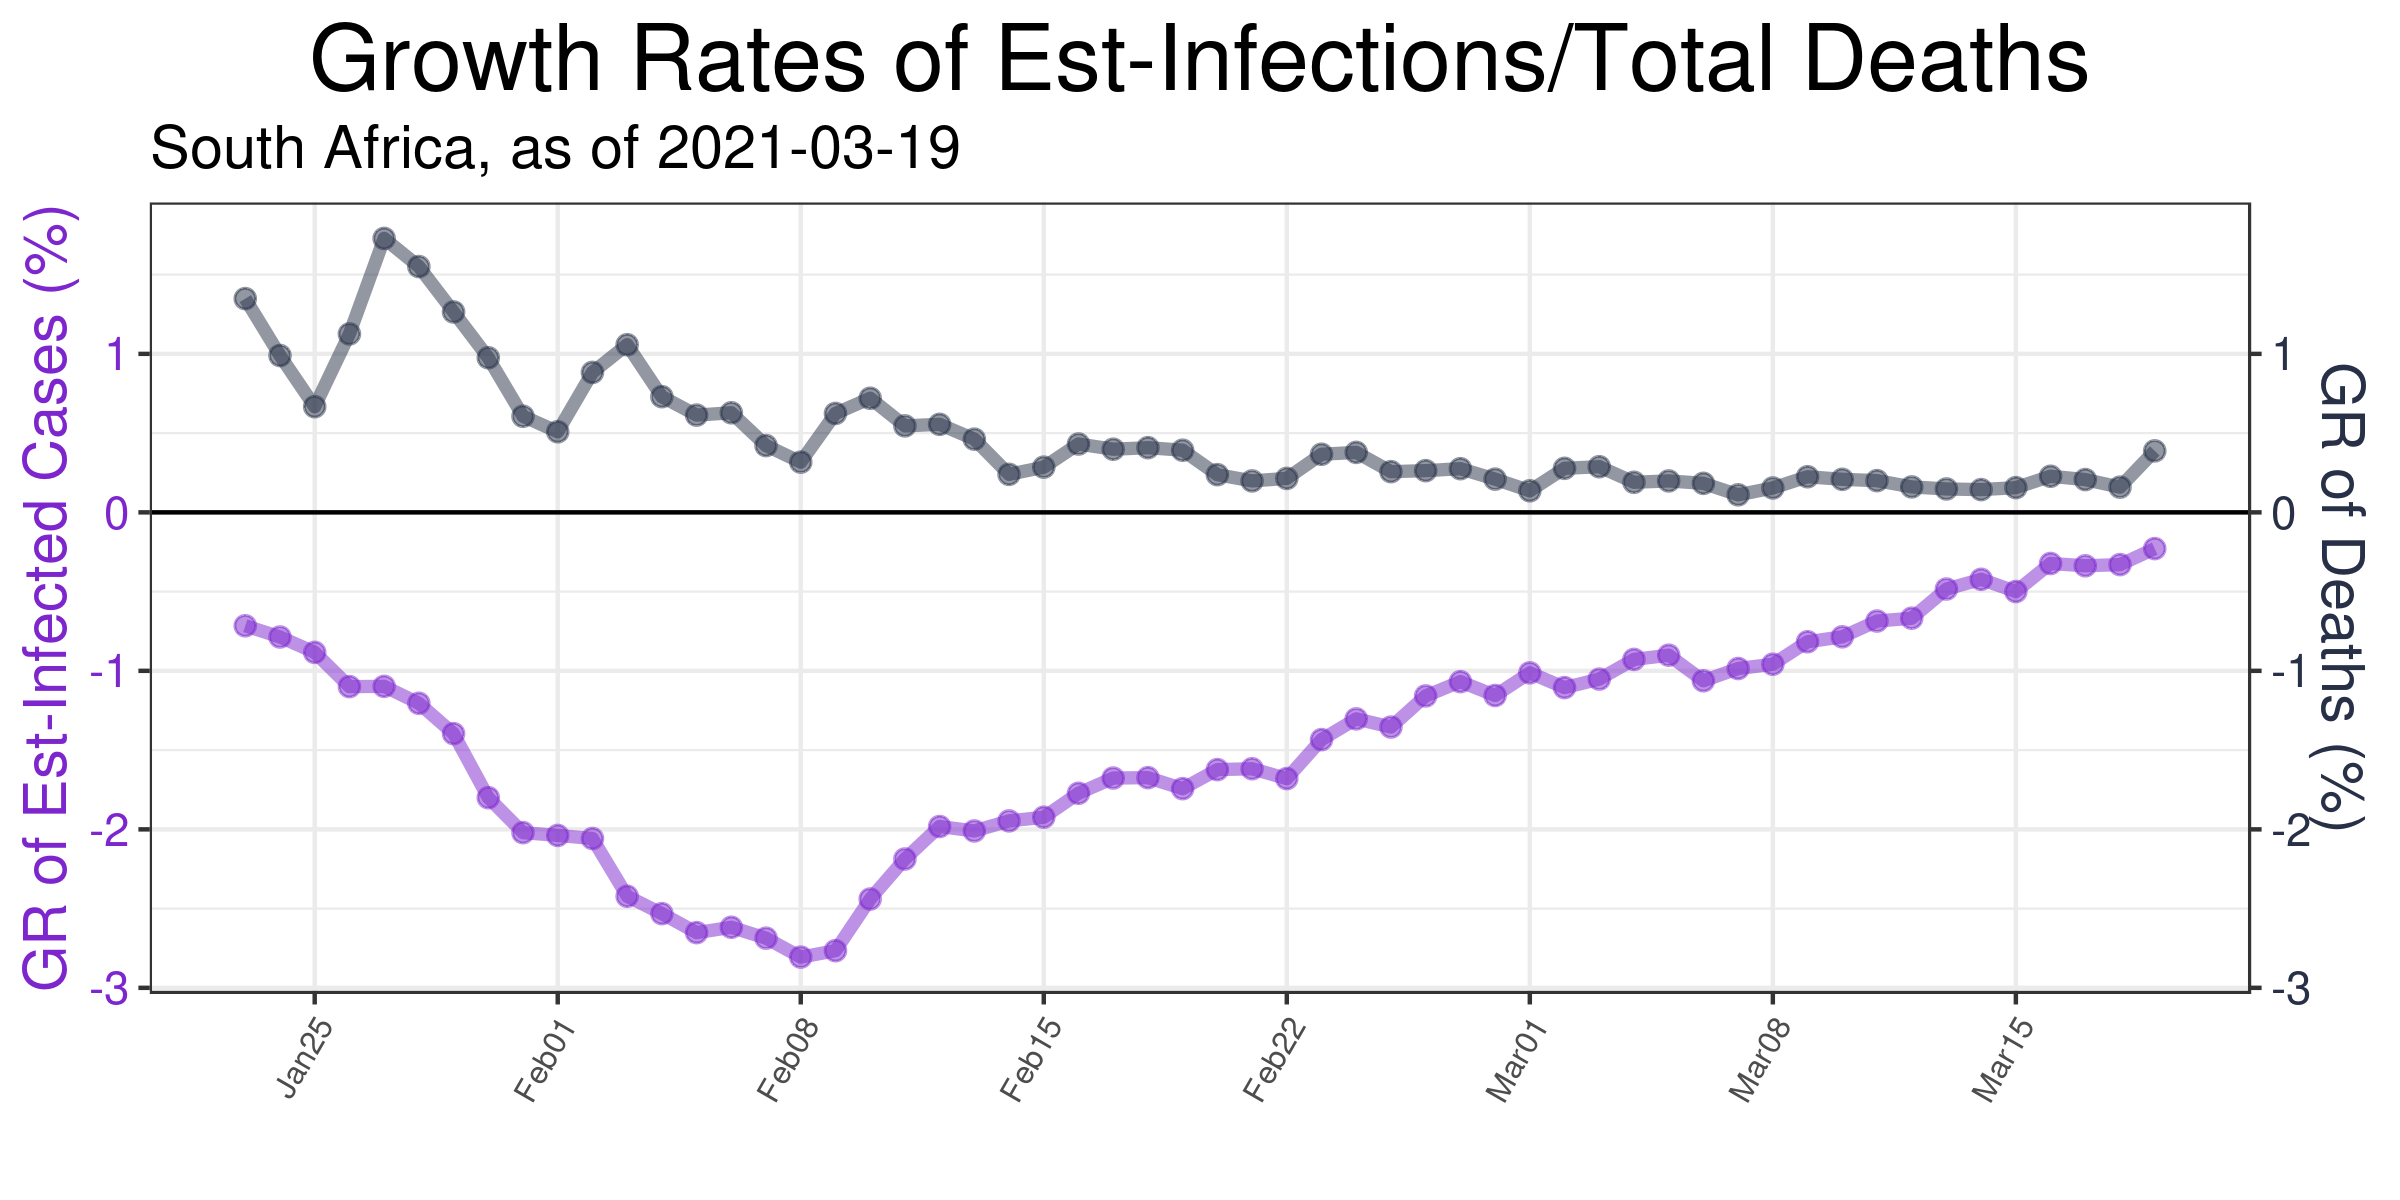 Growth Rates of Est-Infections/Total Deaths
South Africa, as of 2021-03-19
GR of Est-Infected Cases (%)
1
0
-1
-2
-3
1
0
-1
-2
-3
GR of Deaths (%)
Jan25
Feb01
Feb08
Feb15
Feb22
Mar01
Mar08
Mar15